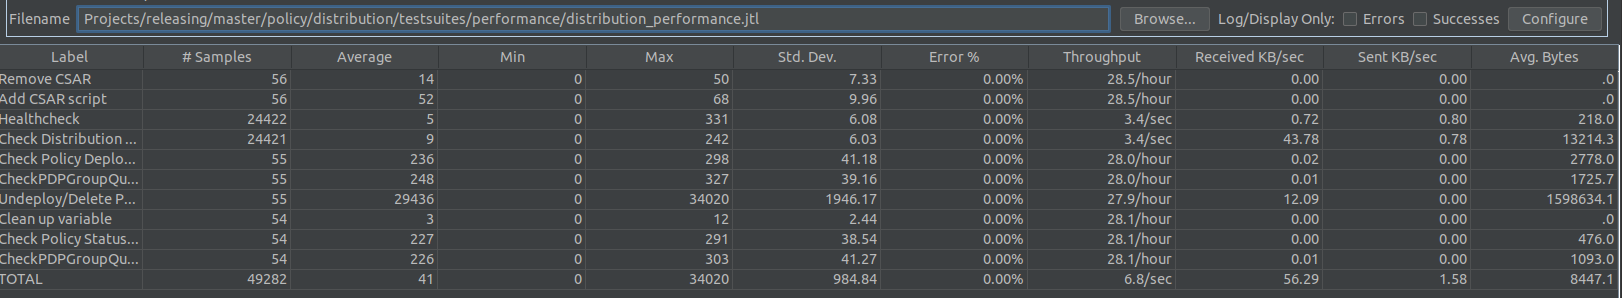 Filename Projects/releasing/master/policy/distribution/testsuites/performance/distribution_performance.jtl Browse... Log/Display Only: Errors Successes Configure
Label # Samples Average Min Max Std. Dev. Error % Throughput Received KB/sec Sent KB/sec Avg. Bytes
Remove CSAR 56 14 0 50 7.33 0.00% 28.5/hour 0.00 0.00 .0
Add CSAR script 56 52 0 68 9.96 0.00% 28.5/hour 0.00 0.00 .0
Healthcheck 24422 5 0 331 6.08 0.00% 3.4/sec 0.72 0.80 218.0
Check Distribution ... 24421 9 0 242 6.03 0.00% 3.4/sec 43.78 0.78 13214.3
Check Policy Deplo... 55 236 0 298 41.18 0.00% 28.0/hour 0.02 0.00 2778.0
CheckPDPGroupQu... 55 248 0 327 39.16 0.00% 28.0/hour 0.01 0.00 1725.7
Undeploy/Delete P... 55 29436 0 34020 1946.17 0.00% 27.9/hour 12.09 0.00 1598634.1
Clean up variable 54 3 0 12 2.44 0.00% 28.1/hour 0.00 0.00 .0
Check Policy Status... 54 227 0 291 38.54 0.00% 28.1/hour 0.00 0.00 476.0
CheckPDPGroupQu... 54 226 0 303 41.27 0.00% 28.1/hour 0.01 0.00 1093.0
TOTAL 49282 41 0 34020 984.84 0.00% 6.8/sec 56.29 1.58 8447.1